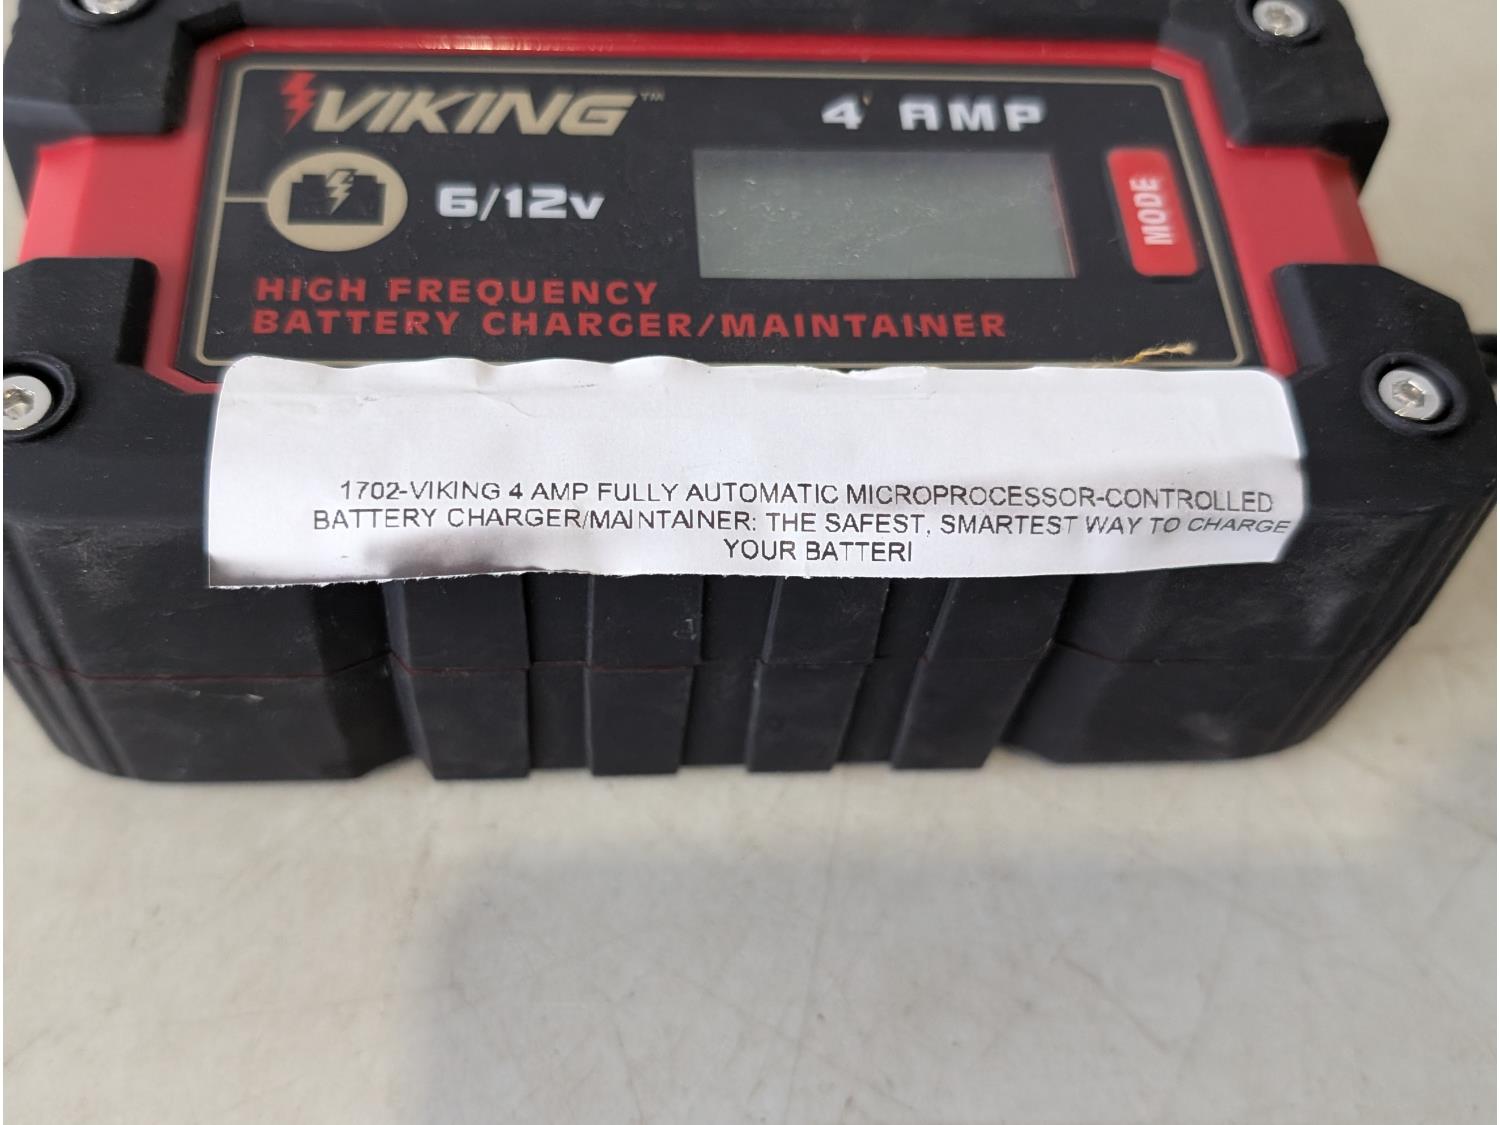 VIKING™
4 AMP
6/12v
MODE
HIGH FREQUENCY
BATTERY CHARGER/MAINTAINER
1702-VIKING 4 AMP FULLY AUTOMATIC MICROPROCESSOR-CONTROLLED
BATTERY CHARGER/MAINTAINER: THE SAFEST, SMARTEST WAY TO CHARGE
YOUR BATTERI